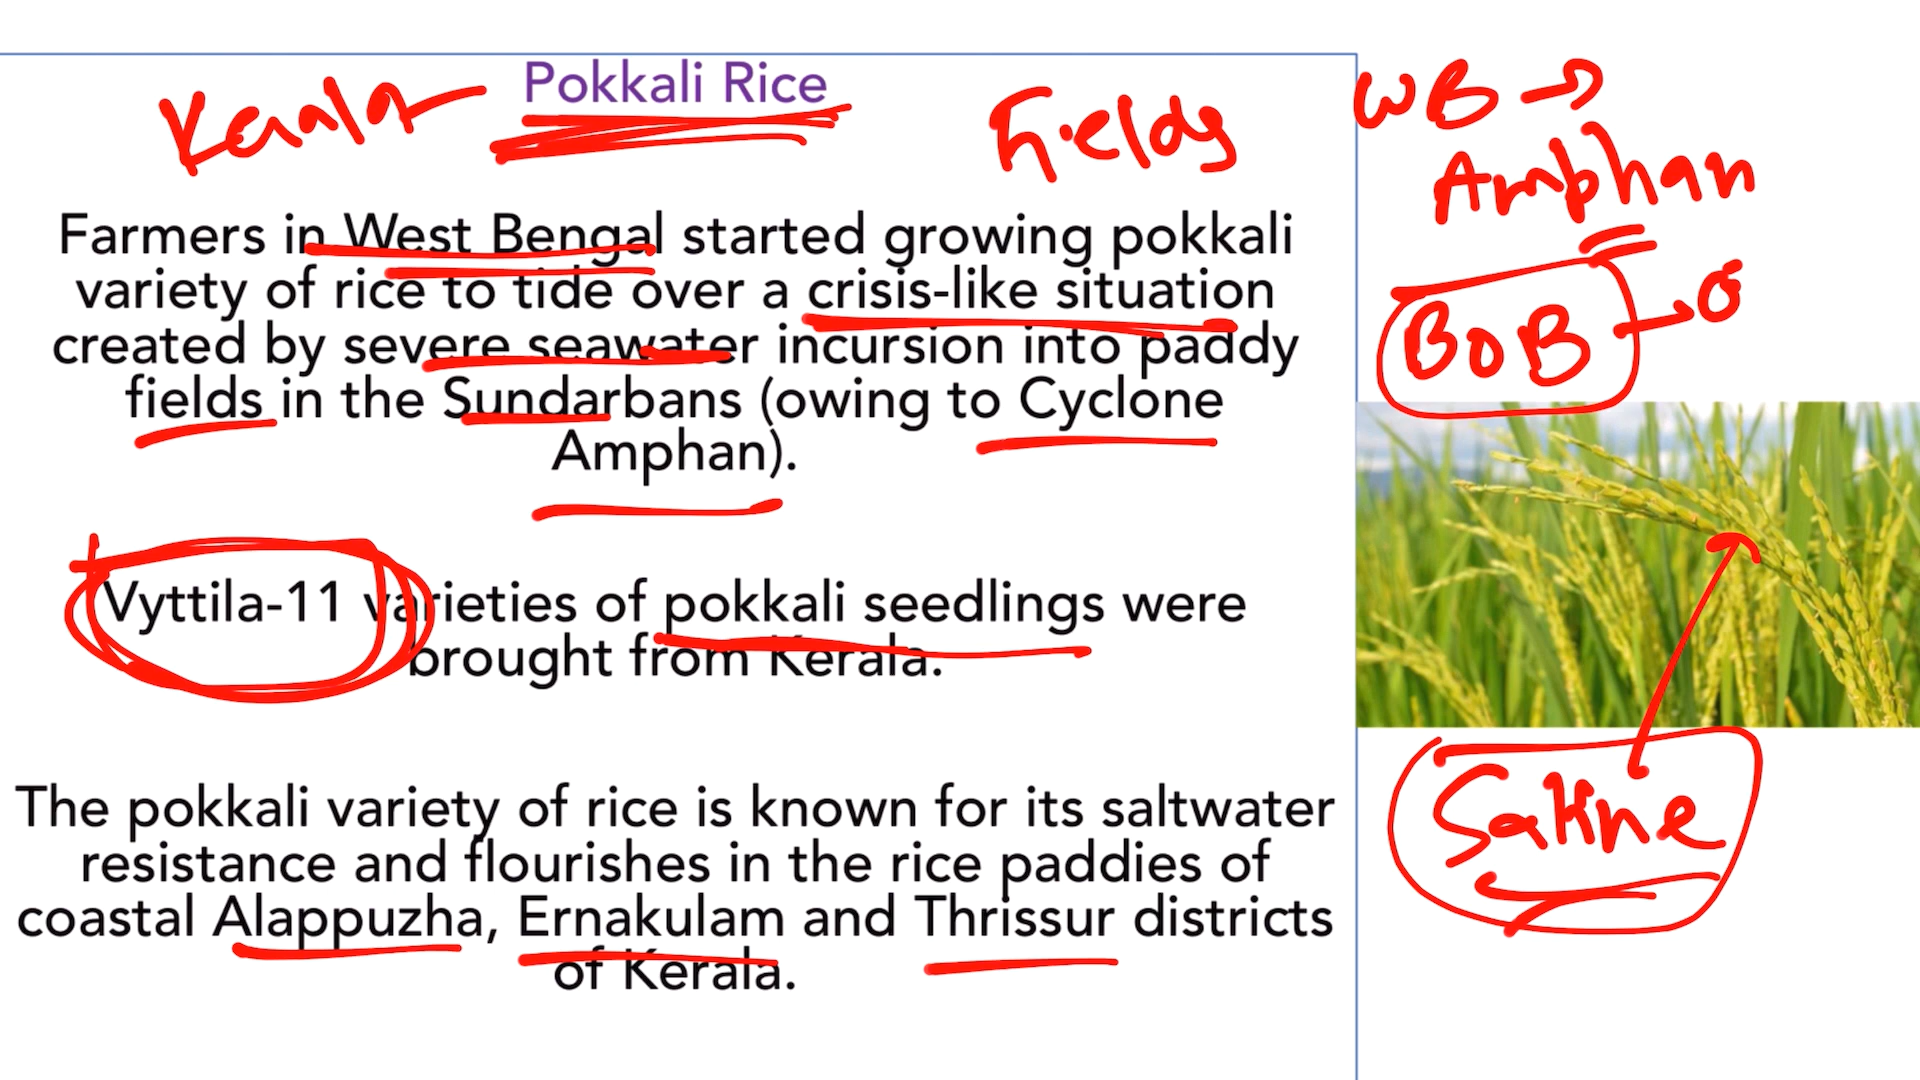 Pokkali Rice
Kerala
Fields
WB →
Amphan
BOB
Farmers in West Bengal started growing pokkali
variety of rice to tide over a crisis-like situation
created by severe seawater incursion into paddy
fields in the Sundarbans (owing to Cyclone
Amphan).
Vyttila-11 varieties of pokkali seedlings were
brought from Kerala.
The pokkali variety of rice is known for its saltwater
resistance and flourishes in the rice paddies of
coastal Alappuzha, Ernakulam and Thrissur districts
of Kerala.
Saline